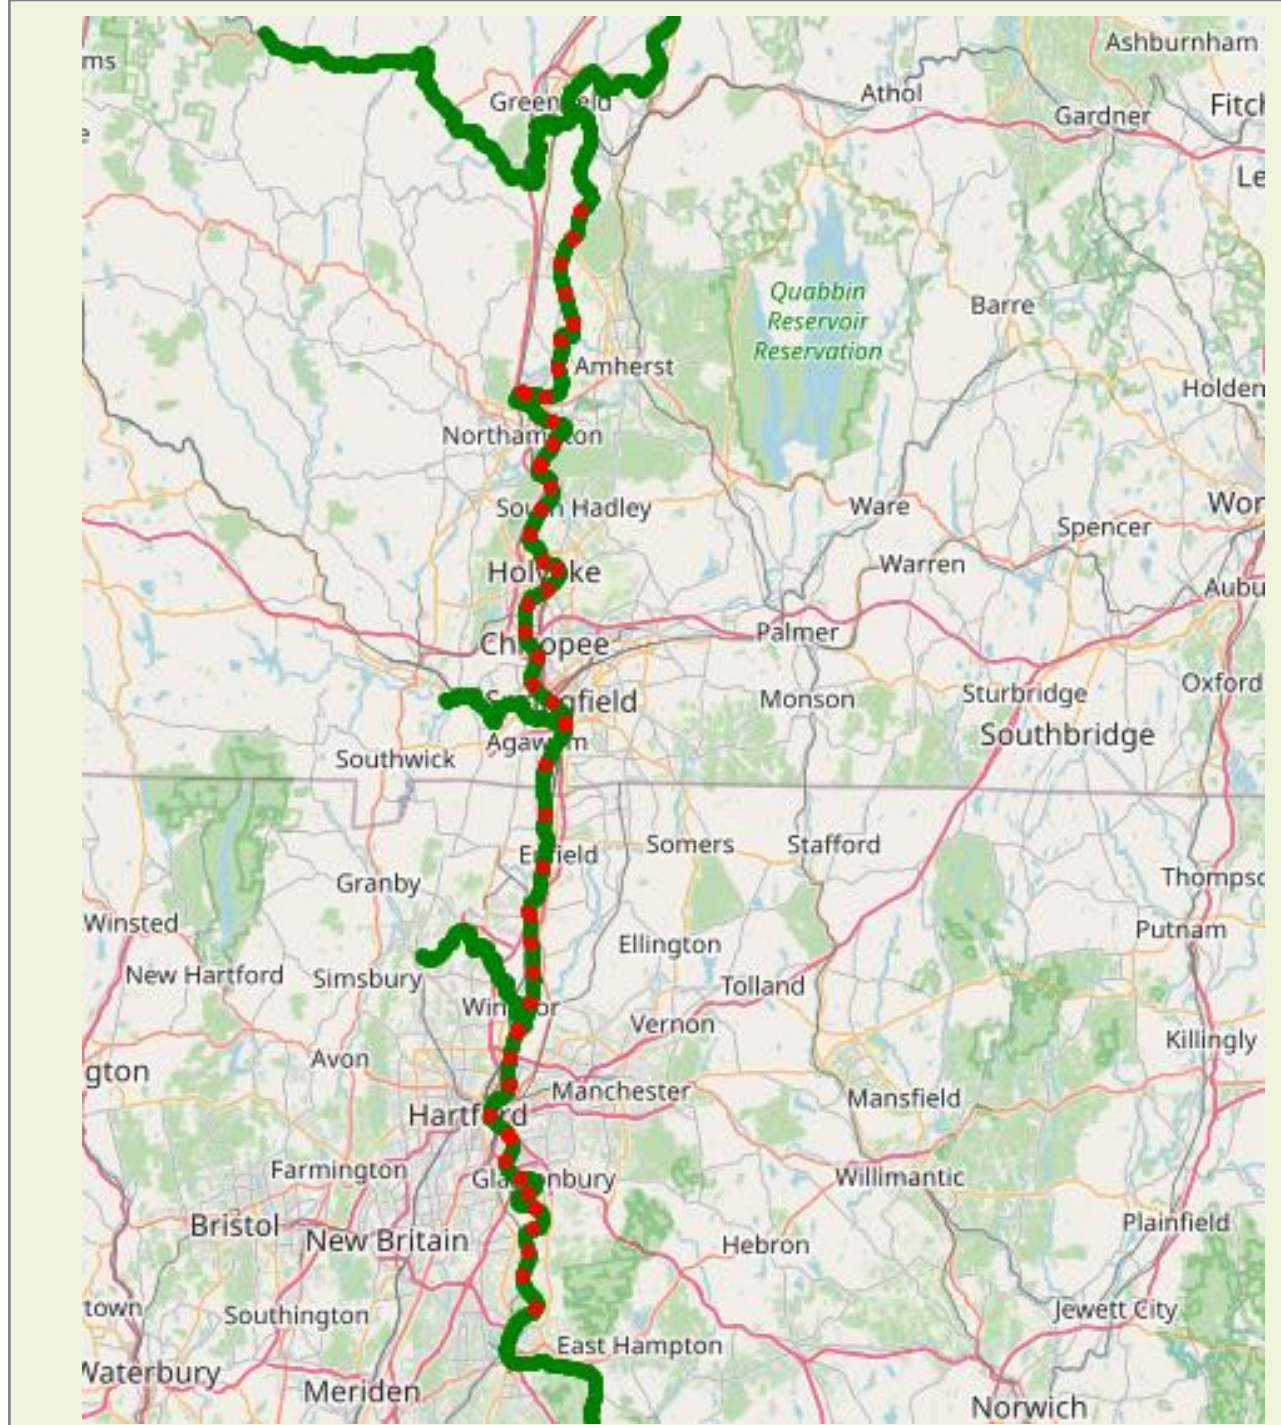 Ashburnham
ms
Athol
Greenfield
Gardner
Fitch
e
Le
Quabbin
Reservoir
Reservation
Barre
Amherst
Holden
Northampton
South Hadley
Ware
Wor
Spencer
Warren
Holyoke
Aubu
Palmer
Chicopee
Oxford
Springfield
Monson
Sturbridge
Southbridge
Agawam
Southwick
Enfield
Somers
Stafford
Granby
Thompsc
Winsted
Putnam
Ellington
New Hartford
Simsbury
Tolland
Windsor
Vernon
Killingly
Avon
gton
Manchester
Mansfield
Hartford
Farmington
Glastonbury
Willimantic
Bristol
Plainfield
New Britain
Hebron
town
Southington
Jewett City
East Hampton
Waterbury
Meriden
Norwich